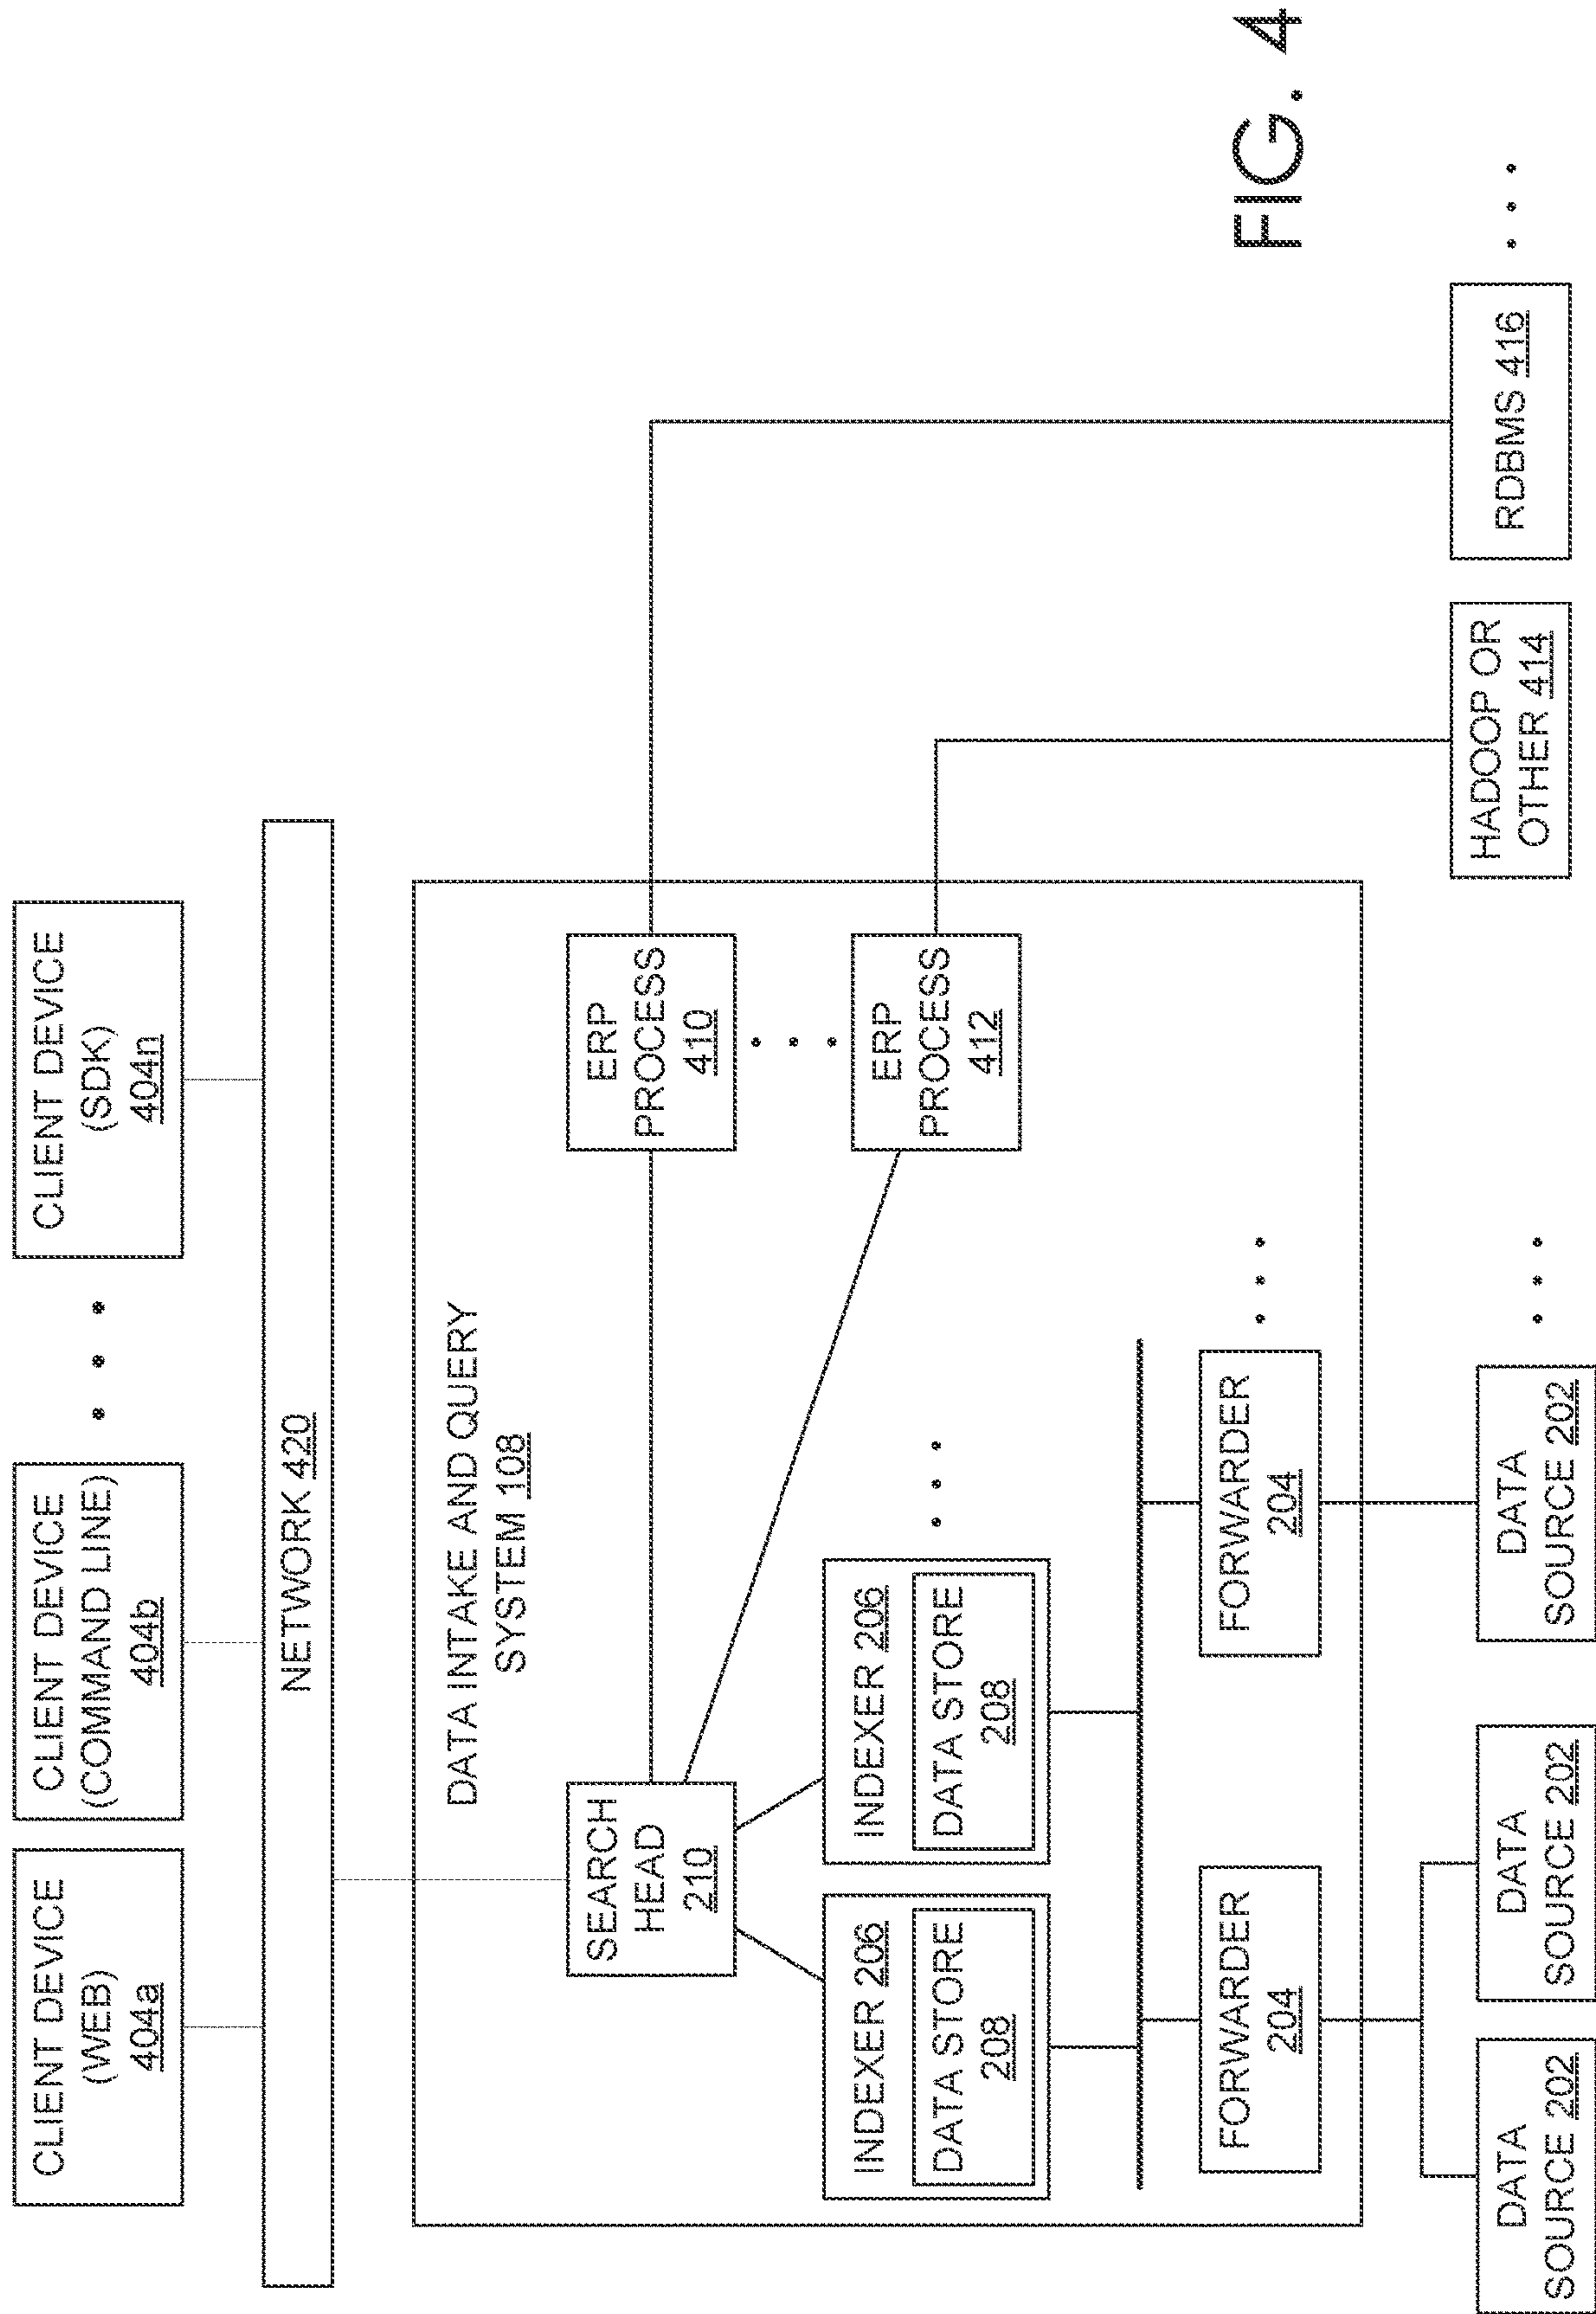 CLIENT DEVICE
(WEB)
404a
CLIENT DEVICE
(COMMAND LINE)
404b
CLIENT DEVICE
(SDK)
404n
NETWORK 420
DATA INTAKE AND QUERY
SYSTEM 108
SEARCH
HEAD
210
ERP
PROCESS
410
INDEXER 206
DATA STORE
208
INDEXER 206
DATA STORE
208
ERP
PROCESS
412
FORWARDER
204
FORWARDER
204
DATA
SOURCE 202
DATA
SOURCE 202
DATA
SOURCE 202
HADOOP OR
OTHER 414
RDBMS 416
FIG. 4